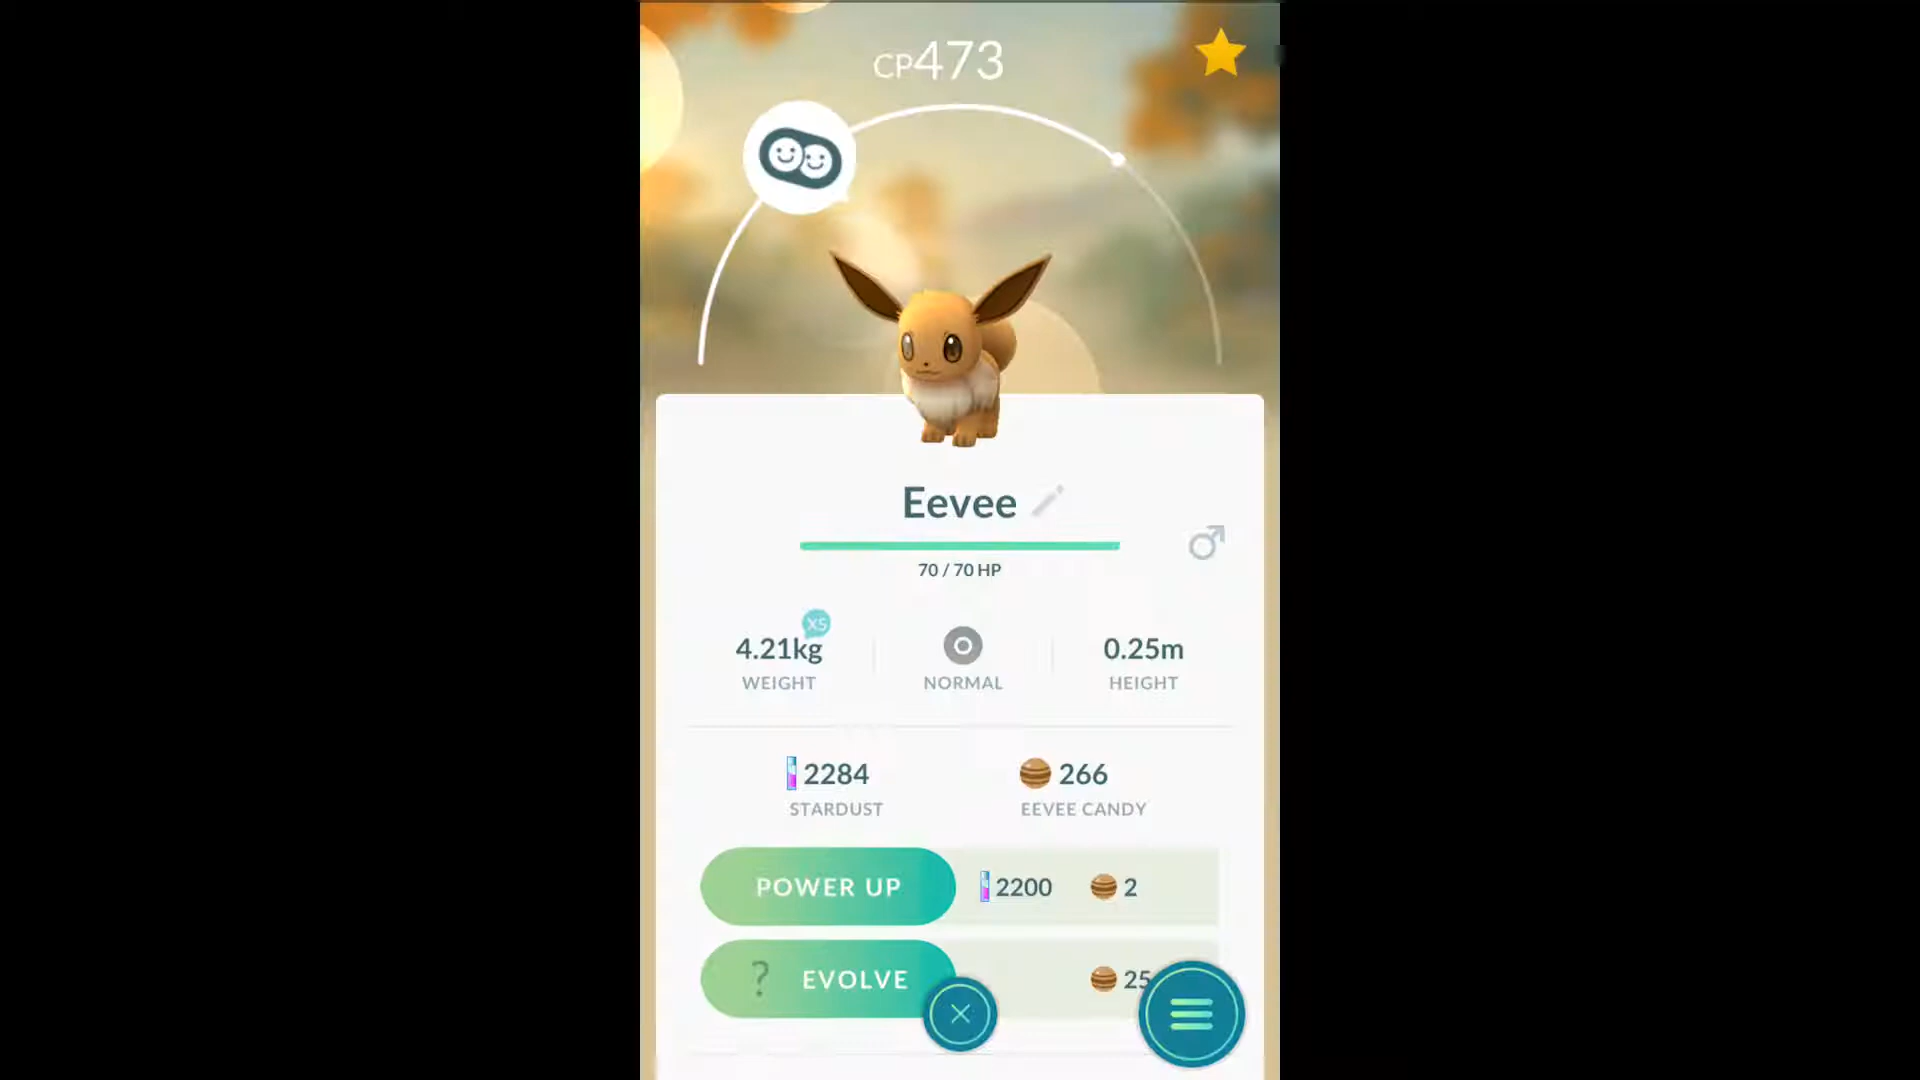 CP473
Eevee
70 / 70 HP
XS
4.21kg
WEIGHT
NORMAL
0.25m
HEIGHT
2284
STARDUST
266
EEVEE CANDY
POWER UP 2200 2
? EVOLVE 25